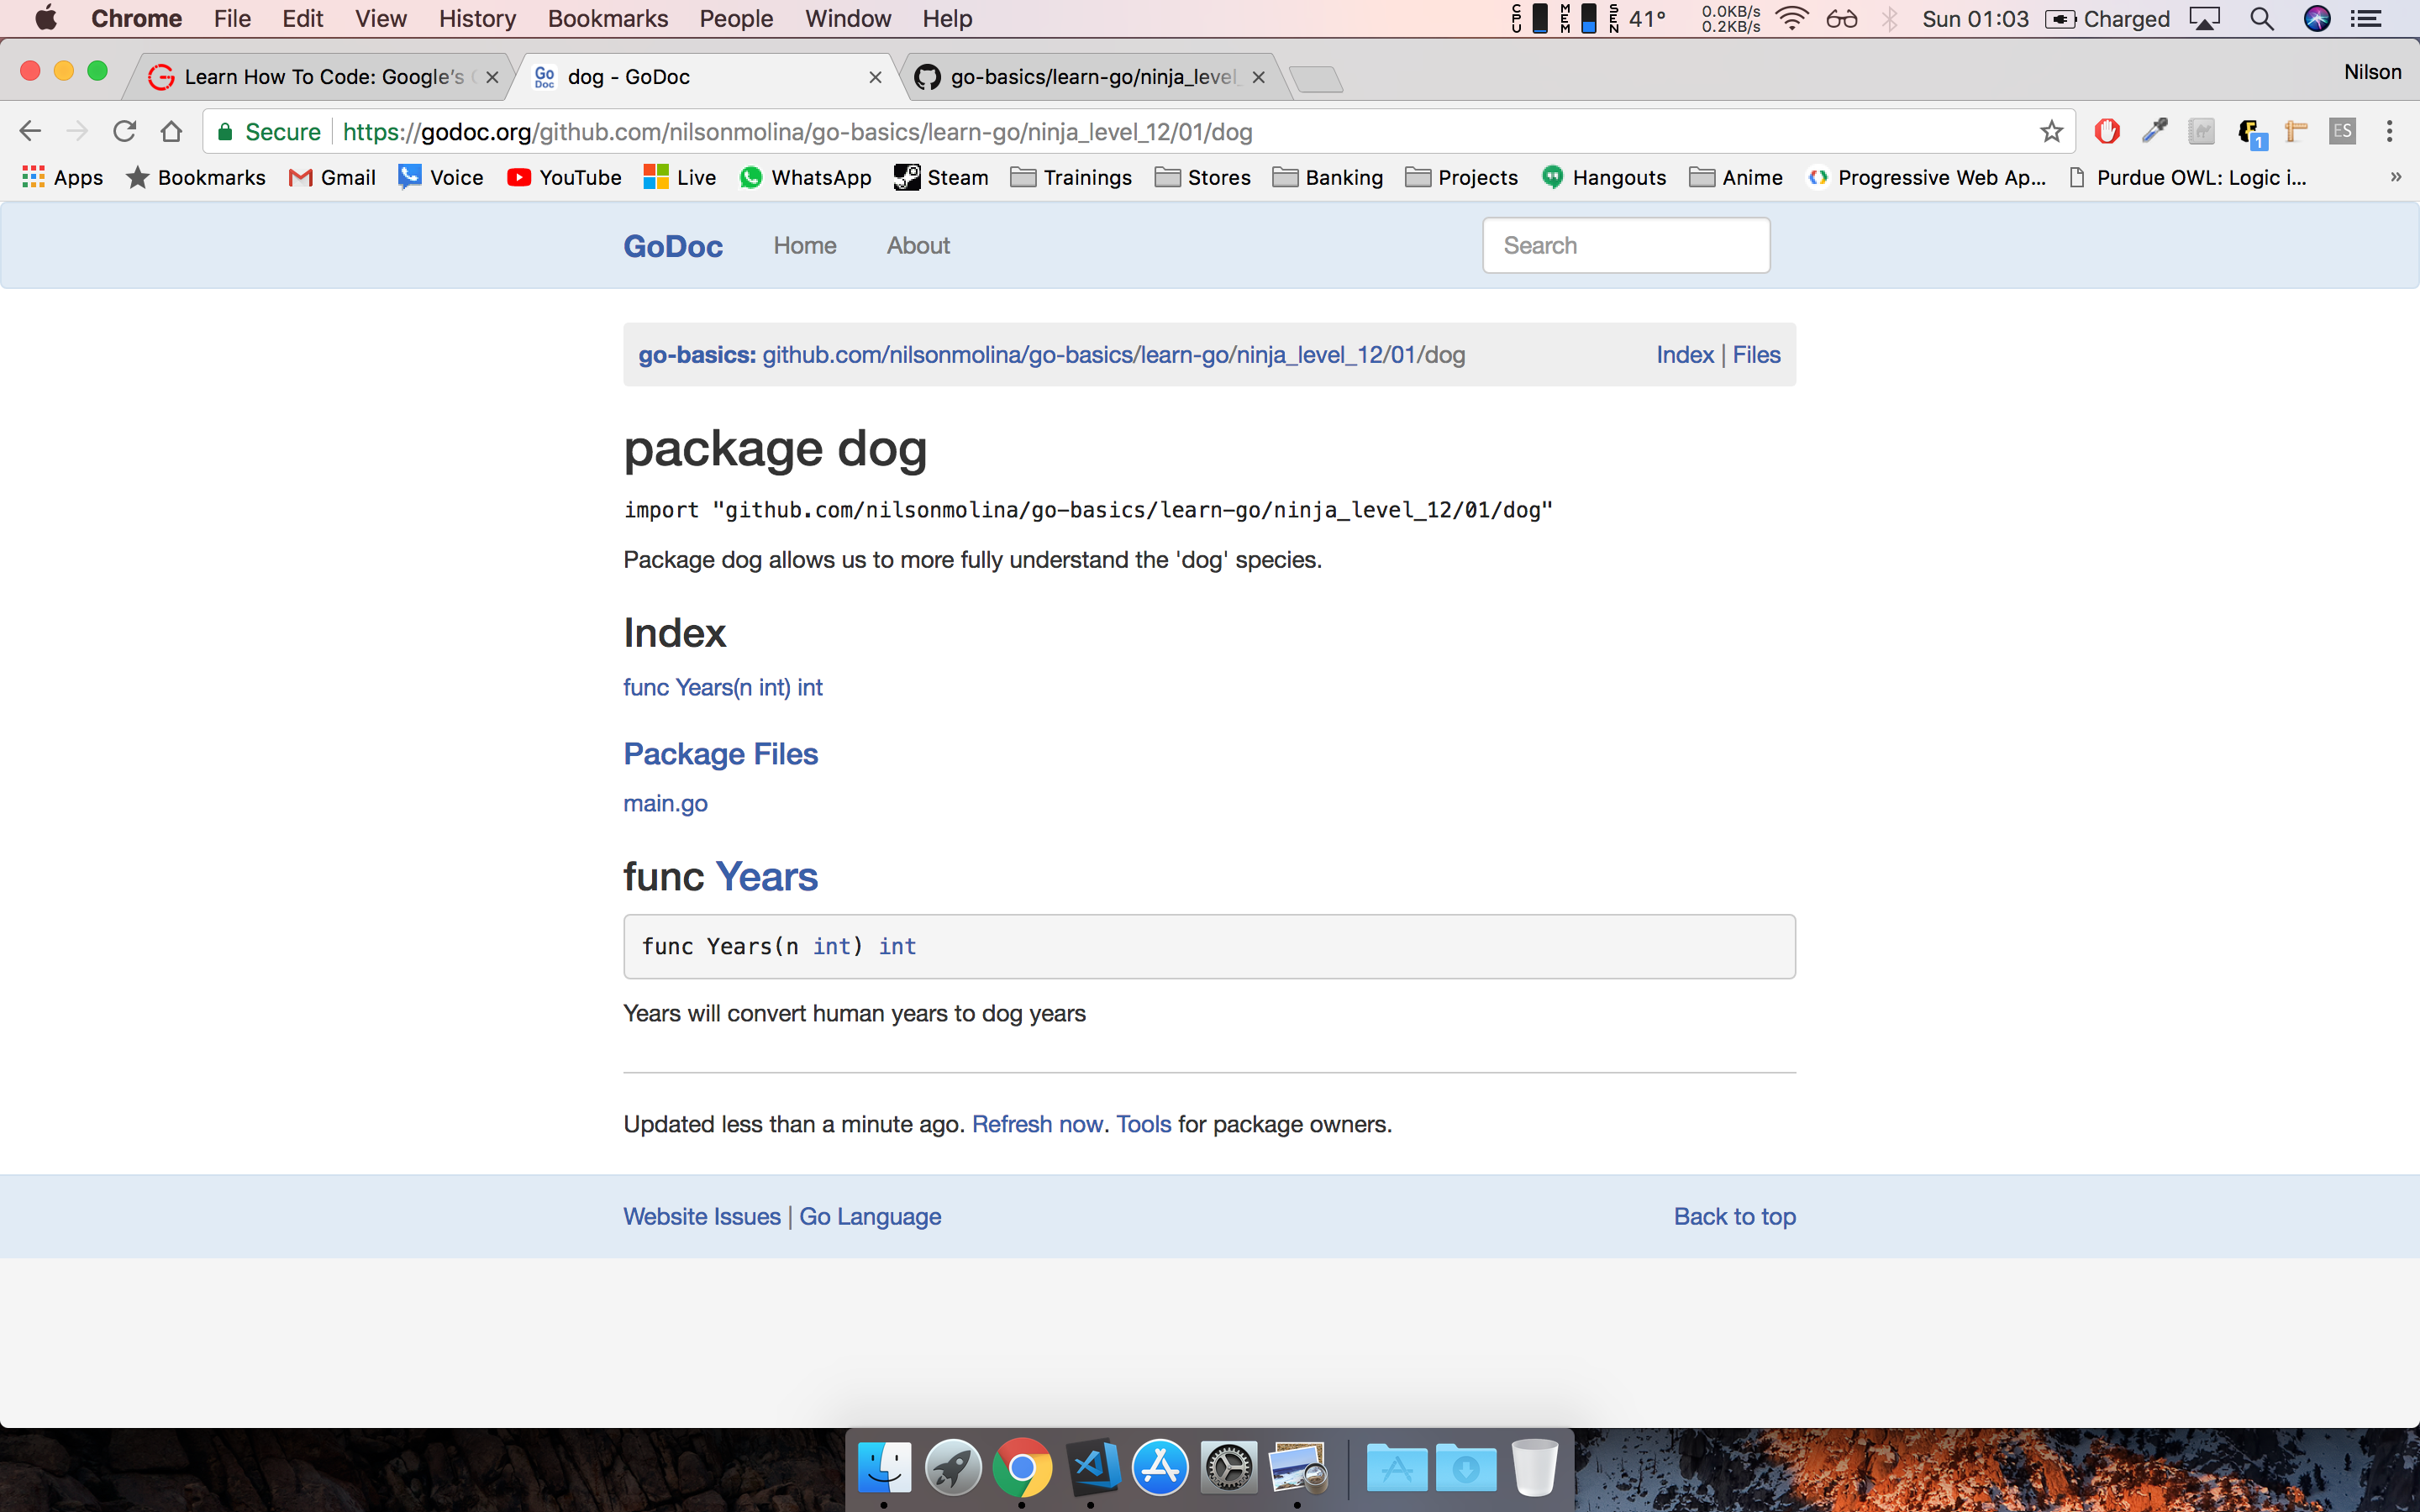 Chrome File Edit View History Bookmarks People Window Help CPU MEM SEN 41° 0.0KB/s 0.2KB/s Sun 01:03 Charged
Learn How To Code: Google's dog - GoDoc go-basics/learn-go/ninja_level_ Nilson
Secure https://godoc.org/github.com/nilsonmolina/go-basics/learn-go/ninja_level_12/01/dog 1 ES
Apps Bookmarks Gmail Voice YouTube Live WhatsApp Steam Trainings Stores Banking Projects Hangouts Anime Progressive Web Ap... Purdue OWL: Logic i... »
GoDoc Home About Search
go-basics: github.com/nilsonmolina/go-basics/learn-go/ninja_level_12/01/dog Index | Files
package dog
import "github.com/nilsonmolina/go-basics/learn-go/ninja_level_12/01/dog"
Package dog allows us to more fully understand the 'dog' species.
Index
func Years(n int) int
Package Files
main.go
func Years
func Years(n int) int
Years will convert human years to dog years
Updated less than a minute ago. Refresh now. Tools for package owners.
Website Issues | Go Language Back to top